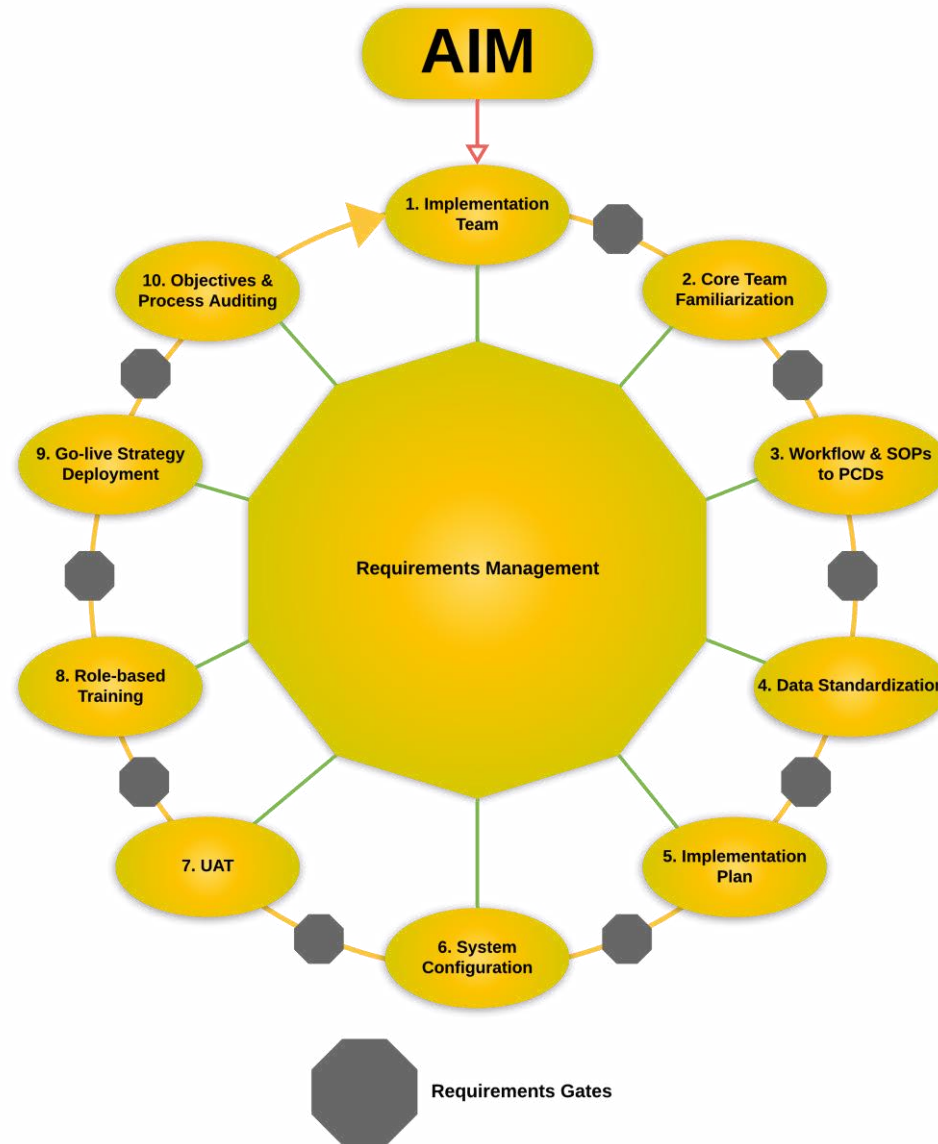 AIM
1. Implementation
Team
2. Core Team
Familiarization
3. Workflow & SOPs
to PCDs
4. Data Standardization
5. Implementation
Plan
6. System
Configuration
7. UAT
8. Role-based
Training
9. Go-live Strategy
Deployment
10. Objectives &
Process Auditing
Requirements Management
Requirements Gates